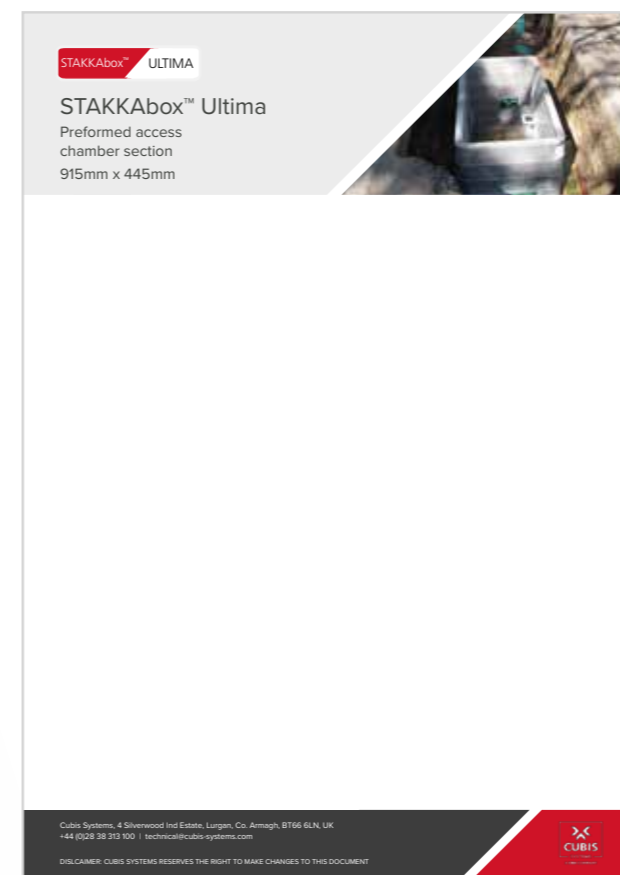 STAKKAbox™ ULTIMA
STAKKAbox™ Ultima
Preformed access
chamber section
915mm x 445mm
Cubis Systems, 4 Silverwood Ind Estate, Lurgan, Co. Armagh, BT66 6LN, UK
+44 (0)28 38 313 100 | technical@cubis-systems.com
DISLCAIMER: CUBIS SYSTEMS RESERVES THE RIGHT TO MAKE CHANGES TO THIS DOCUMENT
CUBIS